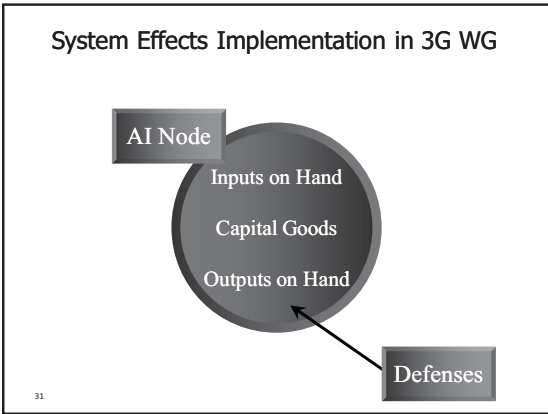 System Effects Implementation in 3G WG
AI Node
Inputs on Hand
Capital Goods
Outputs on Hand
Defenses
31